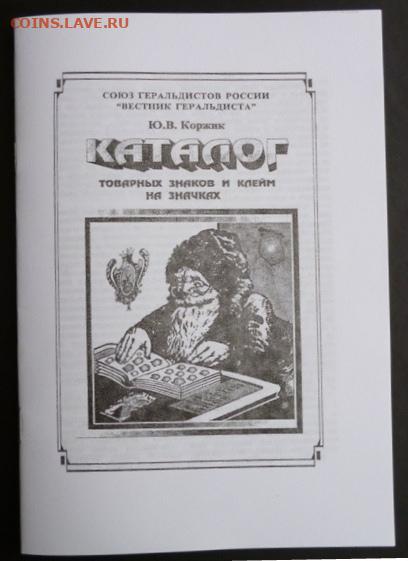 COINS.LAVE.RU
СОЮЗ ГЕРАЛЬДИСТОВ РОССИИ
"ВЕСТНИК ГЕРАЛЬДИСТА"
Ю.В. Коржик
КАТАЛОГ
ТОВАРНЫХ ЗНАКОВ И КЛЕЙМ
НА ЗНАЧКАХ